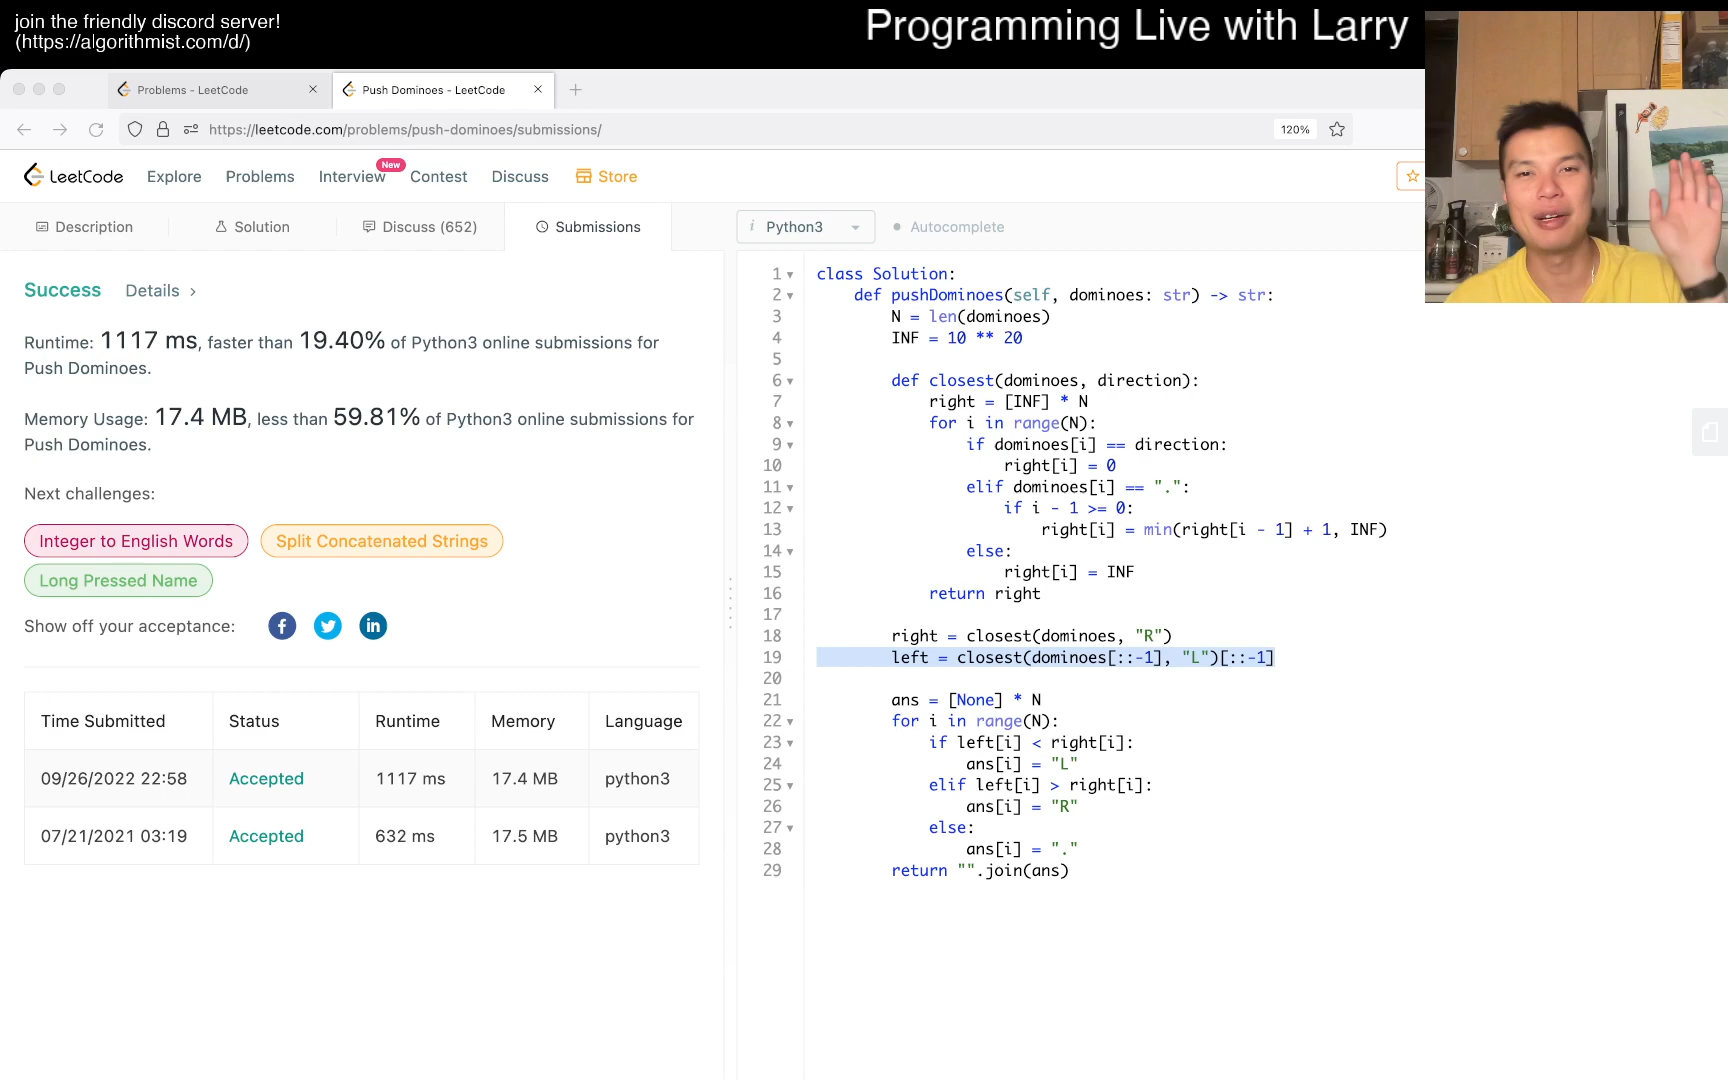 join the friendly discord server!
(https://algorithmist.com/d/)
Programming Live with Larry
Problems - LeetCode
Push Dominoes - LeetCode
https://leetcode.com/problems/push-dominoes/submissions/
120%
LeetCode
Explore
Problems
Interview
New
Contest
Discuss
Store
Description
Solution
Discuss (652)
Submissions
i Python3
Autocomplete
Success
Details
Runtime: 1117 ms, faster than 19.40% of Python3 online submissions for
Push Dominoes.
Memory Usage: 17.4 MB, less than 59.81% of Python3 online submissions for
Push Dominoes.
Next challenges:
Integer to English Words
Split Concatenated Strings
Long Pressed Name
Show off your acceptance:
Time Submitted Status Runtime Memory Language
09/26/2022 22:58 Accepted 1117 ms 17.4 MB python3
07/21/2021 03:19 Accepted 632 ms 17.5 MB python3
1 class Solution:
2 def pushDominoes(self, dominoes: str) -> str:
3 N = len(dominoes)
4 INF = 10 ** 20
5
6 def closest(dominoes, direction):
7 right = [INF] * N
8 for i in range(N):
9 if dominoes[i] == direction:
10 right[i] = 0
11 elif dominoes[i] == ".":
12 if i - 1 >= 0:
13 right[i] = min(right[i - 1] + 1, INF)
14 else:
15 right[i] = INF
16 return right
17
18 right = closest(dominoes, "R")
19 left = closest(dominoes[::-1], "L")[::-1]
20
21 ans = [None] * N
22 for i in range(N):
23 if left[i] < right[i]:
24 ans[i] = "L"
25 elif left[i] > right[i]:
26 ans[i] = "R"
27 else:
28 ans[i] = "."
29 return "".join(ans)